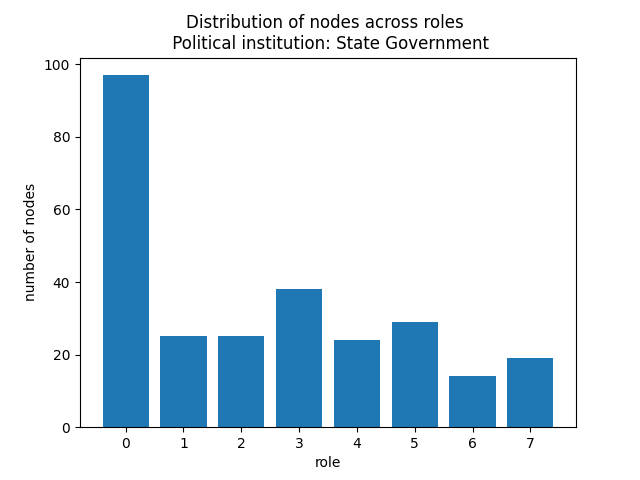 Distribution of nodes across roles
Political institution: State Government
number of nodes
100
80
60
40
20
0
0 1 2 3 4 5 6 7
role